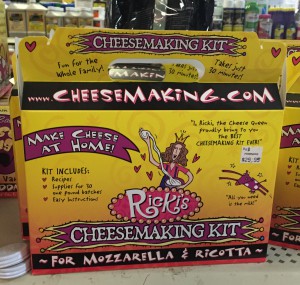 CHEESEMAKING KIT
Fun for the
Whole Family!
Takes just
30 minutes!
WWW.CHEESEMAKING.COM
MAKE CHEESE
AT HOME!
"I, Ricki, the Cheese Queen
proudly bring to you
the BEST
CHEESEMAKING KIT EVER!"
KIT INCLUDES:
• Recipes
• Supplies for 30
one pound batches
• Easy Instructions
"All you need
is the milk!"
RICKI'S
CHEESEMAKING KIT
~ FOR MOZZARELLA & RICOTTA ~